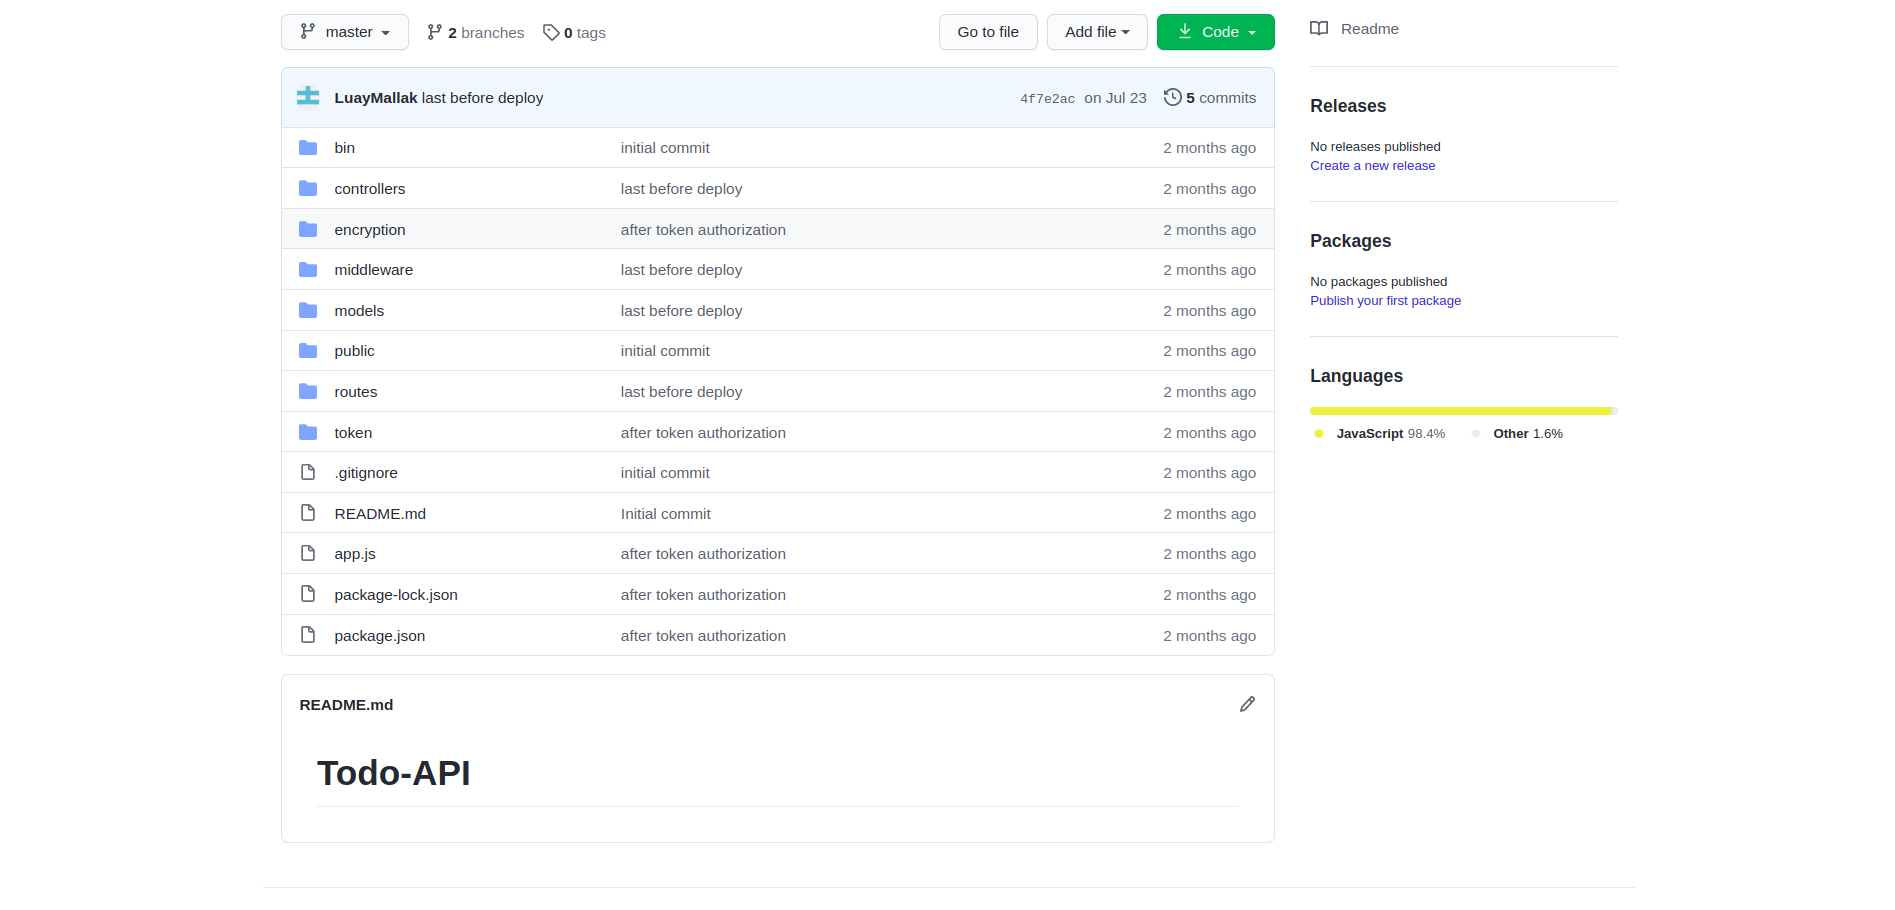 master 2 branches 0 tags Go to file Add file Code
LuayMallak last before deploy 4f7e2ac on Jul 23 5 commits
bin initial commit 2 months ago
controllers last before deploy 2 months ago
encryption after token authorization 2 months ago
middleware last before deploy 2 months ago
models last before deploy 2 months ago
public initial commit 2 months ago
routes last before deploy 2 months ago
token after token authorization 2 months ago
.gitignore initial commit 2 months ago
README.md Initial commit 2 months ago
app.js after token authorization 2 months ago
package-lock.json after token authorization 2 months ago
package.json after token authorization 2 months ago
README.md
Todo-API
Readme
Releases
No releases published
Create a new release
Packages
No packages published
Publish your first package
Languages
JavaScript 98.4% Other 1.6%